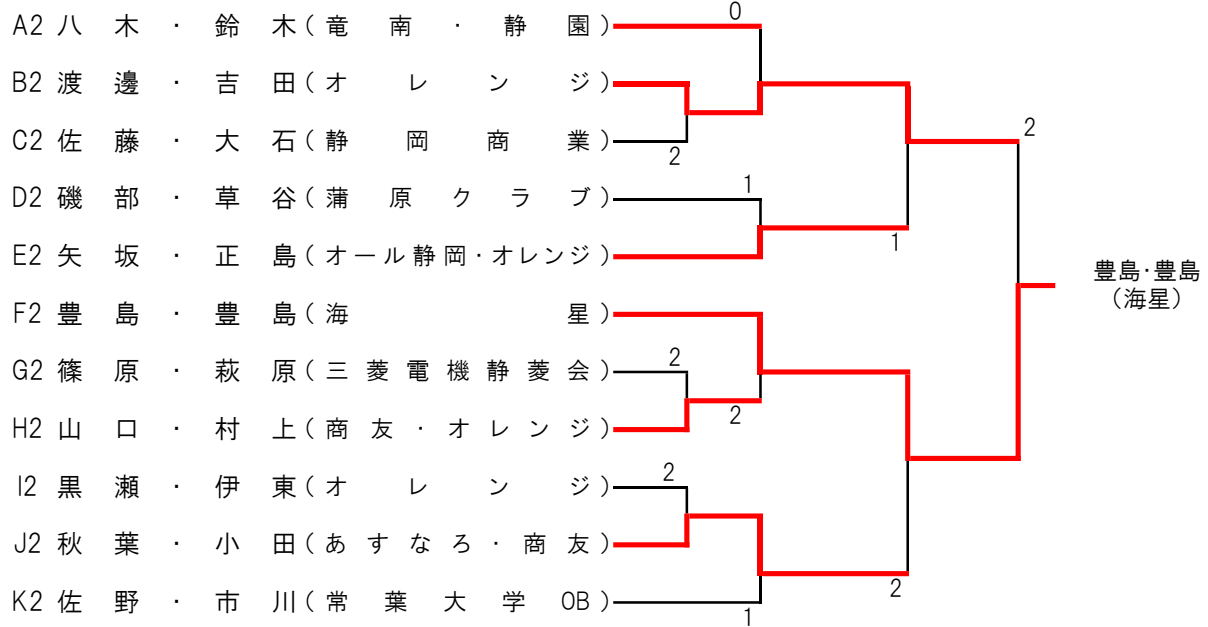 A2 八木・鈴木(竜南・静園) 0
B2 渡邊・吉田(オレンジ)
C2 佐藤・大石(静岡商業) 2
2
D2 磯部・草谷(蒲原クラブ) 1
E2 矢坂・正島(オール静岡・オレンジ) 1
F2 豊島・豊島(海星)
豊島・豊島
(海星)
G2 篠原・萩原(三菱電機静菱会) 2
H2 山口・村上(商友・オレンジ) 2
I2 黒瀬・伊東(オレンジ) 2
J2 秋葉・小田(あすなろ・商友) 2
K2 佐野・市川(常葉大学OB) 1